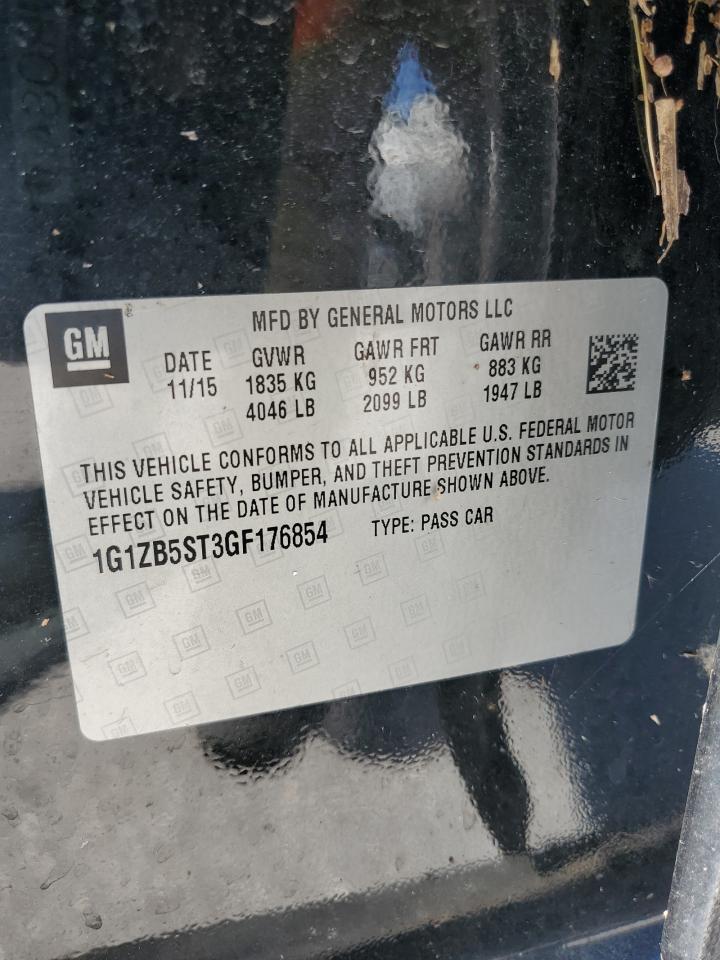 MFD BY GENERAL MOTORS LLC
GM
DATE GVWR GAWR FRT GAWR RR
11/15 1835 KG 952 KG 883 KG
4046 LB 2099 LB 1947 LB
THIS VEHICLE CONFORMS TO ALL APPLICABLE U.S. FEDERAL MOTOR
VEHICLE SAFETY, BUMPER, AND THEFT PREVENTION STANDARDS IN
EFFECT ON THE DATE OF MANUFACTURE SHOWN ABOVE.
1G1ZB5ST3GF176854 TYPE: PASS CAR